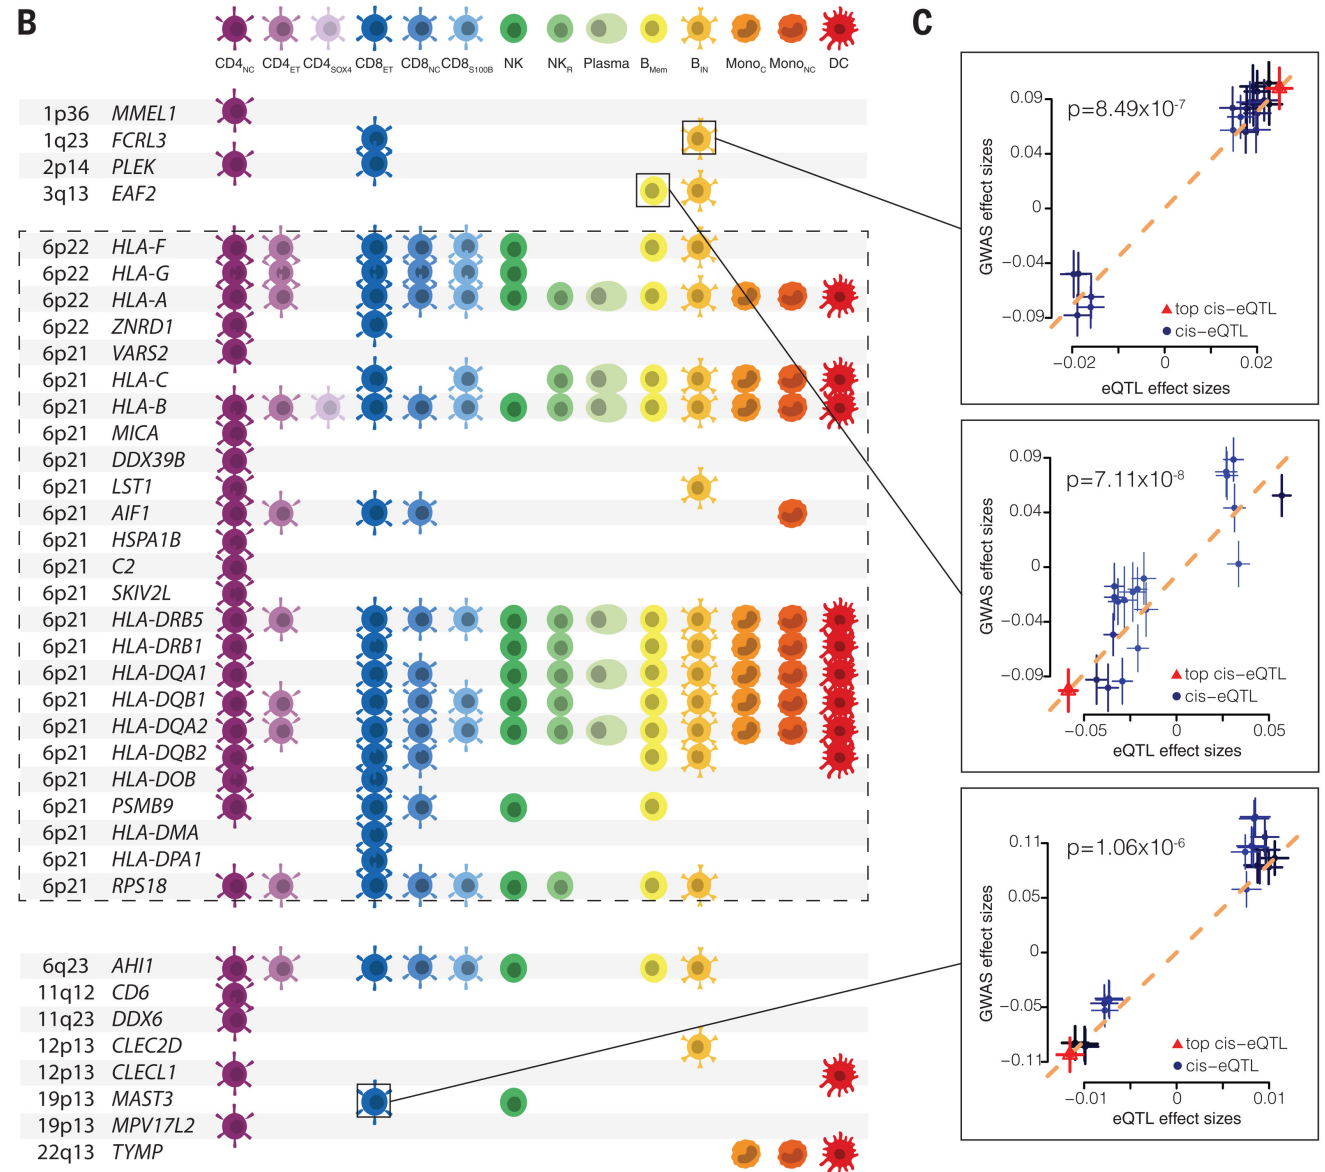 B
C
CD4NC CD4ET CD4SOX4 CD8ET CD8NC CD8S100B NK NKR Plasma BMem BIN MonoC MonoNC DC
1p36 MMEL1
1q23 FCRL3
2p14 PLEK
3q13 EAF2
6p22 HLA-F
6p22 HLA-G
6p22 HLA-A
6p22 ZNRD1
6p21 VARS2
6p21 HLA-C
6p21 HLA-B
6p21 MICA
6p21 DDX39B
6p21 LST1
6p21 AIF1
6p21 HSPA1B
6p21 C2
6p21 SKIV2L
6p21 HLA-DRB5
6p21 HLA-DRB1
6p21 HLA-DQA1
6p21 HLA-DQB1
6p21 HLA-DQA2
6p21 HLA-DQB2
6p21 HLA-DOB
6p21 PSMB9
6p21 HLA-DMA
6p21 HLA-DPA1
6p21 RPS18
6q23 AHI1
11q12 CD6
11q23 DDX6
12p13 CLEC2D
12p13 CLECL1
19p13 MAST3
19p13 MPV17L2
22q13 TYMP
p=8.49x10-7
GWAS effect sizes
0.09
0.04
0
−0.04
−0.09
top cis−eQTL
cis−eQTL
−0.02 0 0.02
eQTL effect sizes
p=7.11x10-8
GWAS effect sizes
0.09
0.04
0
−0.04
−0.09
top cis−eQTL
cis−eQTL
−0.05 0 0.05
eQTL effect sizes
p=1.06x10-6
GWAS effect sizes
0.11
0.05
0
−0.05
−0.11
top cis−eQTL
cis−eQTL
−0.01 0 0.01
eQTL effect sizes